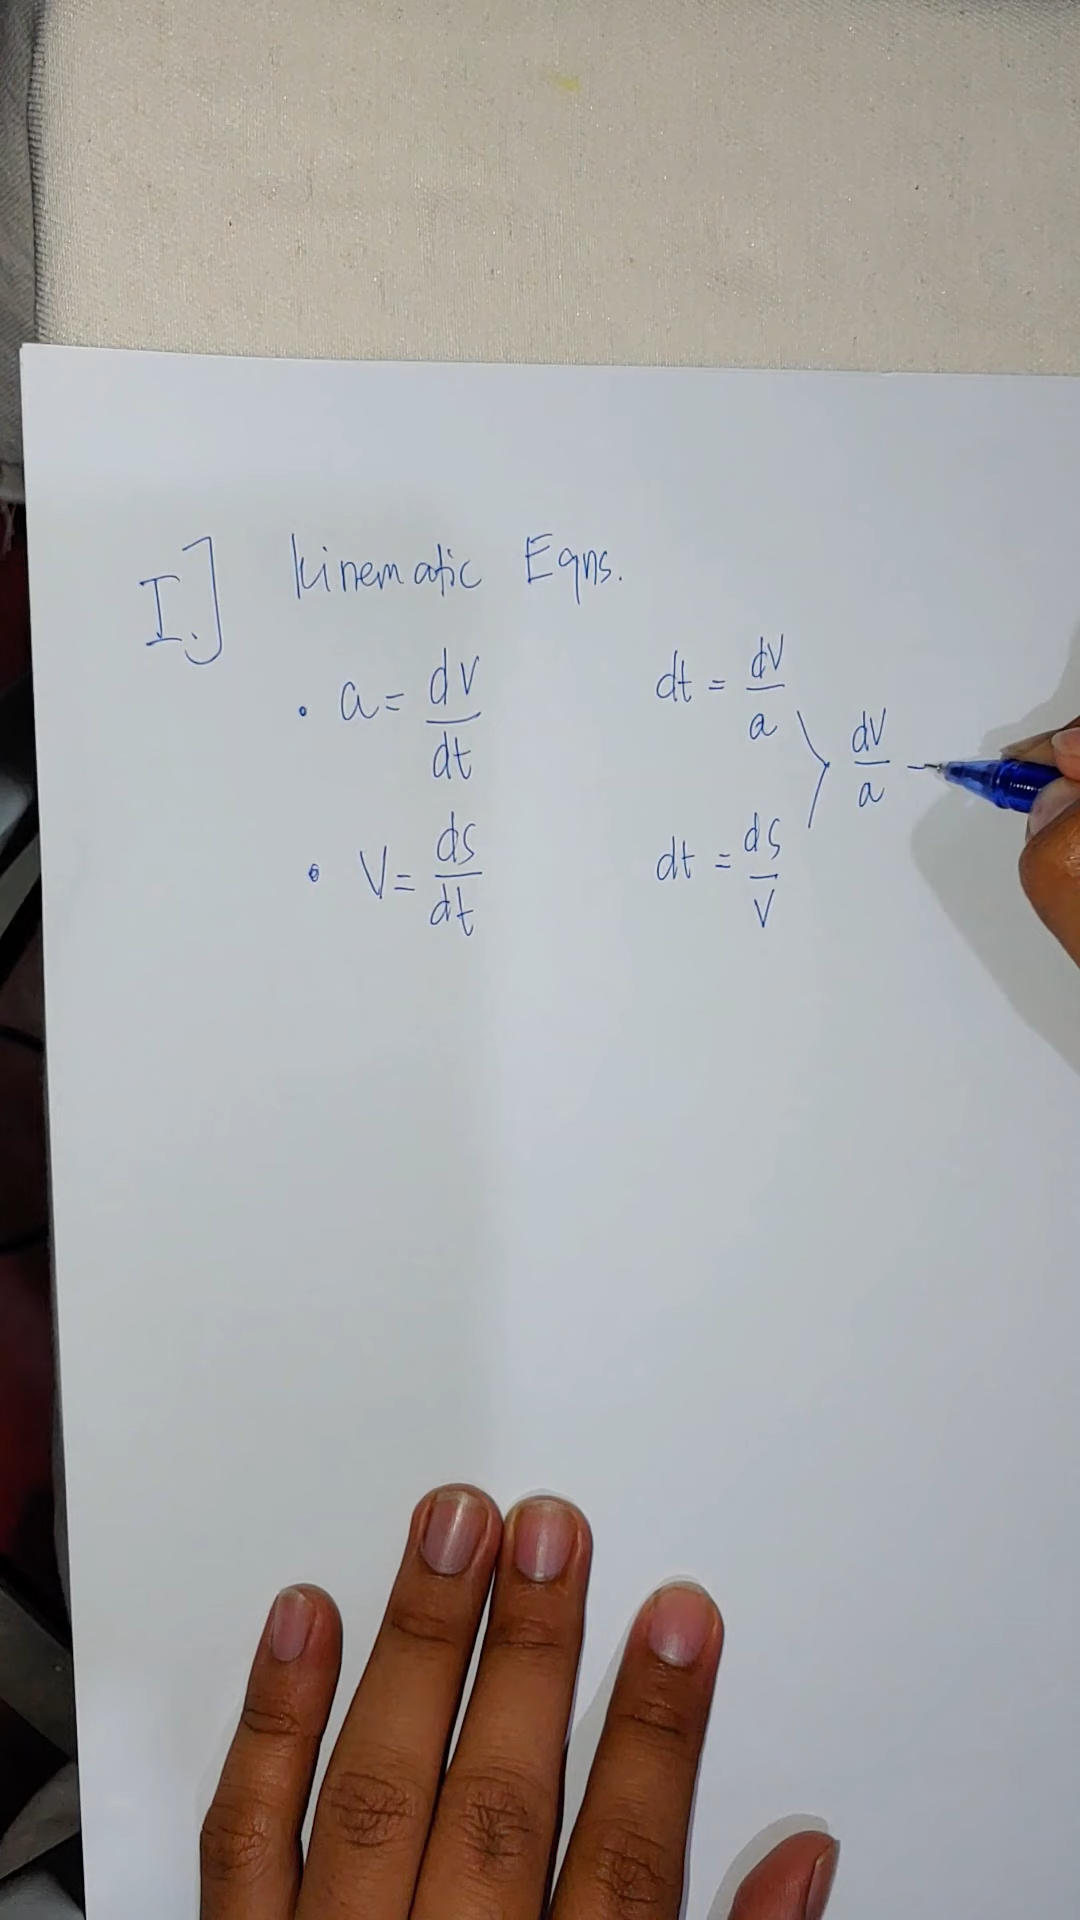 I.] Kinematic Eqns.
• a = dv/dt
dt = dv/a
dv/a -
• V = ds/dt
dt = ds/v